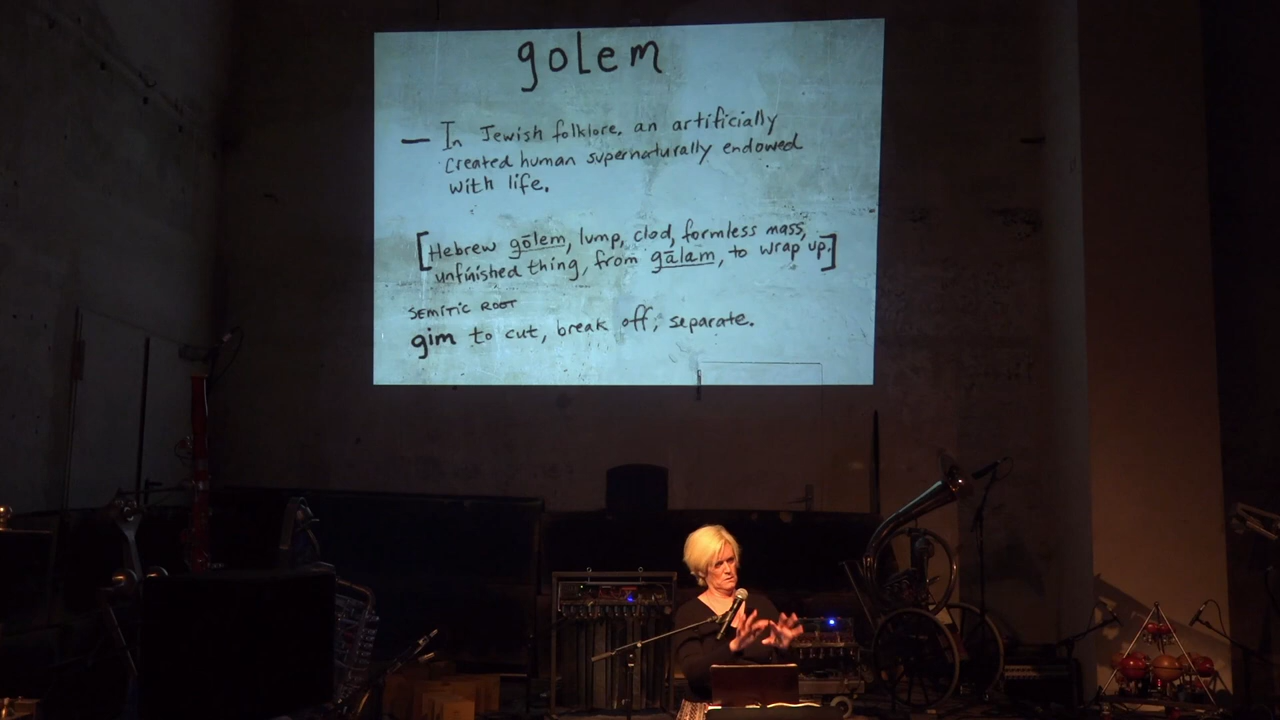 golem
— In Jewish folklore, an artificially
created human supernaturally endowed
with life.
[Hebrew gōlem, lump, clod, formless mass,
unfinished thing, from gālam, to wrap up.]
SEMITIC ROOT
gim to cut, break off, separate.